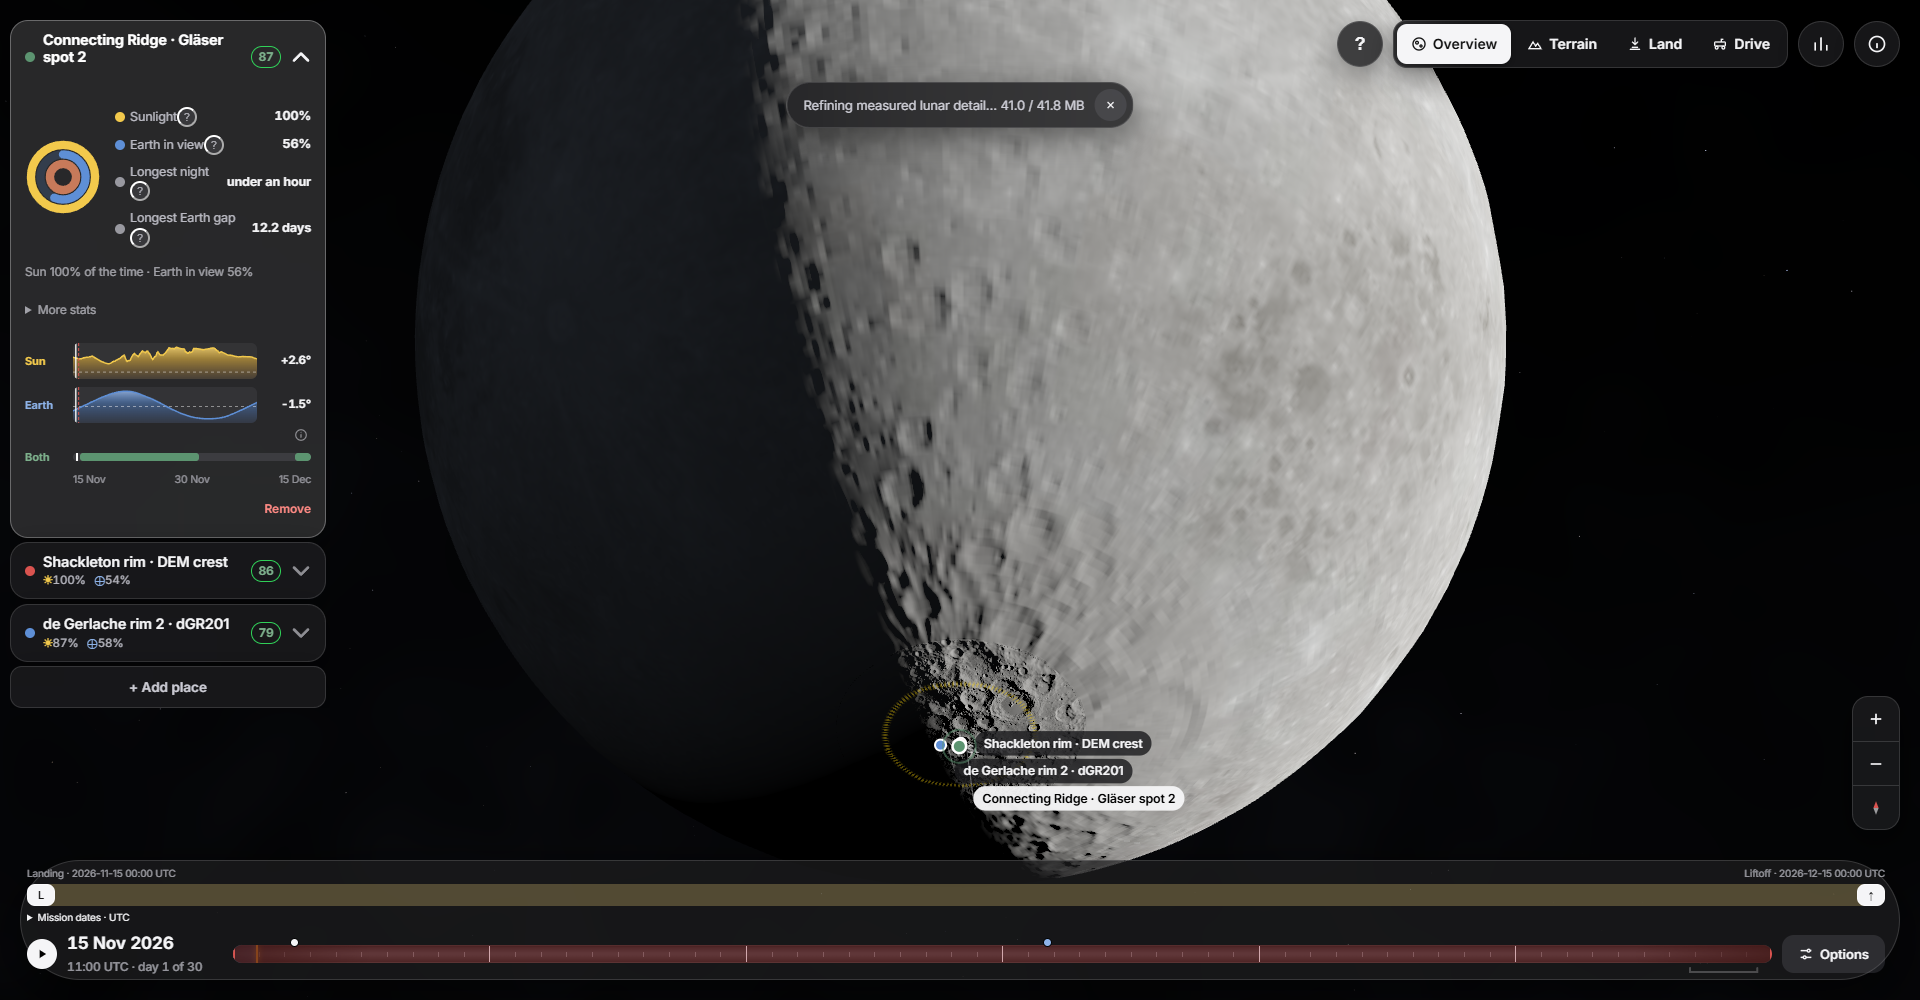 Connecting Ridge · Gläser
spot 2
87
Sunlight ? 100%
Earth in view ? 56%
Longest night
? under an hour
Longest Earth gap
? 12.2 days
Sun 100% of the time · Earth in view 56%
More stats
Sun +2.6°
Earth -1.5°
Both
15 Nov 30 Nov 15 Dec
Remove
Shackleton rim · DEM crest
100% 54%
86
de Gerlache rim 2 · dGR201
87% 58%
79
+ Add place
Refining measured lunar detail... 41.0 / 41.8 MB ×
? Overview Terrain Land Drive
Shackleton rim · DEM crest
de Gerlache rim 2 · dGR201
Connecting Ridge · Gläser spot 2
+
−
Landing · 2026-11-15 00:00 UTC
Liftoff · 2026-12-15 00:00 UTC
L ↑
Mission dates · UTC
15 Nov 2026
11:00 UTC · day 1 of 30
Options